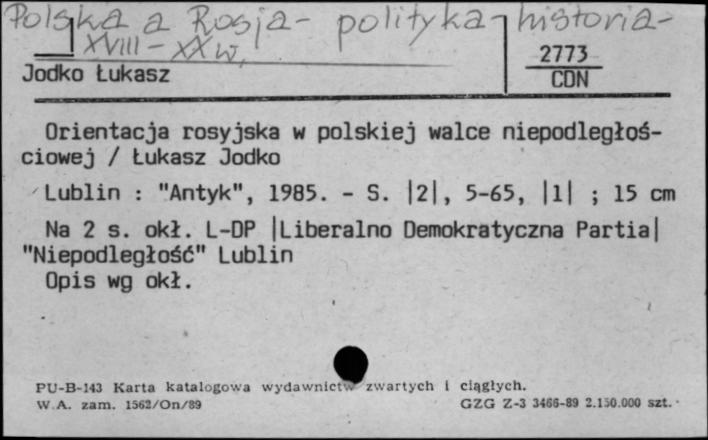 Polska a Rosja - polityka - historia -
XVIII - XX w.
2773
Jodko Łukasz
CDN
Orientacja rosyjska w polskiej walce niepodległoś-
ciowej / Łukasz Jodko
Lublin : "Antyk", 1985. - S. |2|, 5-65, |1| ; 15 cm
Na 2 s. okł. L-DP |Liberalno Demokratyczna Partia|
"Niepodległość" Lublin
Opis wg okł.
PU-B-143 Karta katalogowa wydawnictw zwartych i ciągłych.
W.A. zam. 1562/On/89 GZG Z-3 3466-89 2.150.000 szt.